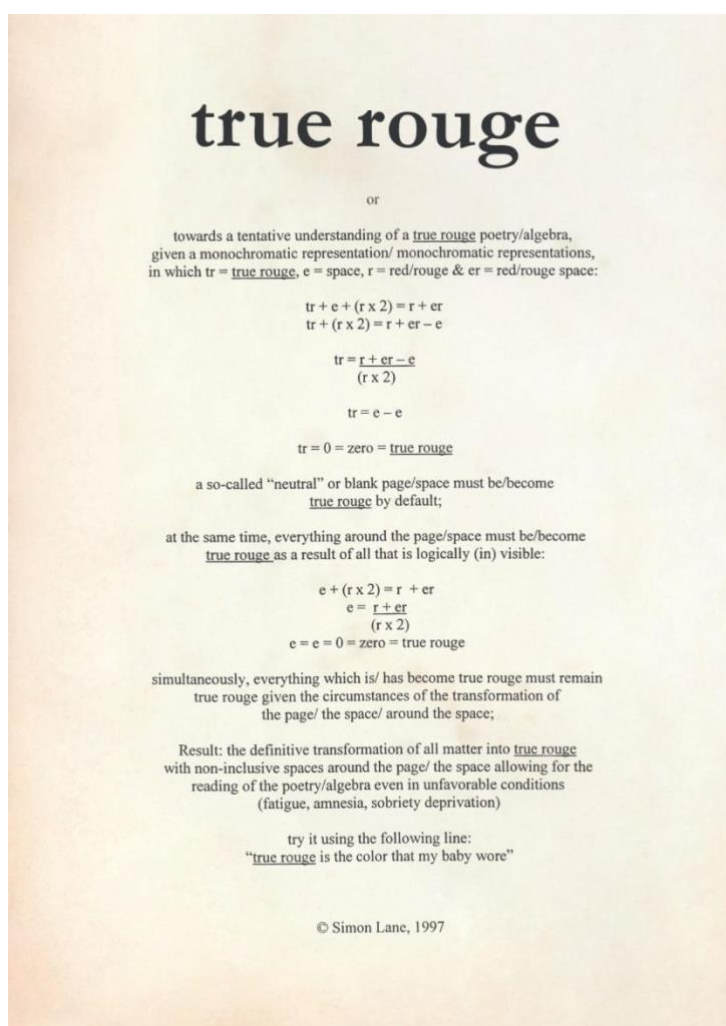 true rouge
or
towards a tentative understanding of a true rouge poetry/algebra,
given a monochromatic representation/ monochromatic representations,
in which tr = true rouge, e = space, r = red/rouge & er = red/rouge space:
tr + e + (r x 2) = r + er
tr + (r x 2) = r + er – e
tr = r + er – e
(r x 2)
tr = e – e
tr = 0 = zero = true rouge
a so-called “neutral” or blank page/space must be/become
true rouge by default;
at the same time, everything around the page/space must be/become
true rouge as a result of all that is logically (in) visible:
e + (r x 2) = r + er
e = r + er
(r x 2)
e = e = 0 = zero = true rouge
simultaneously, everything which is/ has become true rouge must remain
true rouge given the circumstances of the transformation of
the page/ the space/ around the space;
Result: the definitive transformation of all matter into true rouge
with non-inclusive spaces around the page/ the space allowing for the
reading of the poetry/algebra even in unfavorable conditions
(fatigue, amnesia, sobriety deprivation)
try it using the following line:
“true rouge is the color that my baby wore”
© Simon Lane, 1997